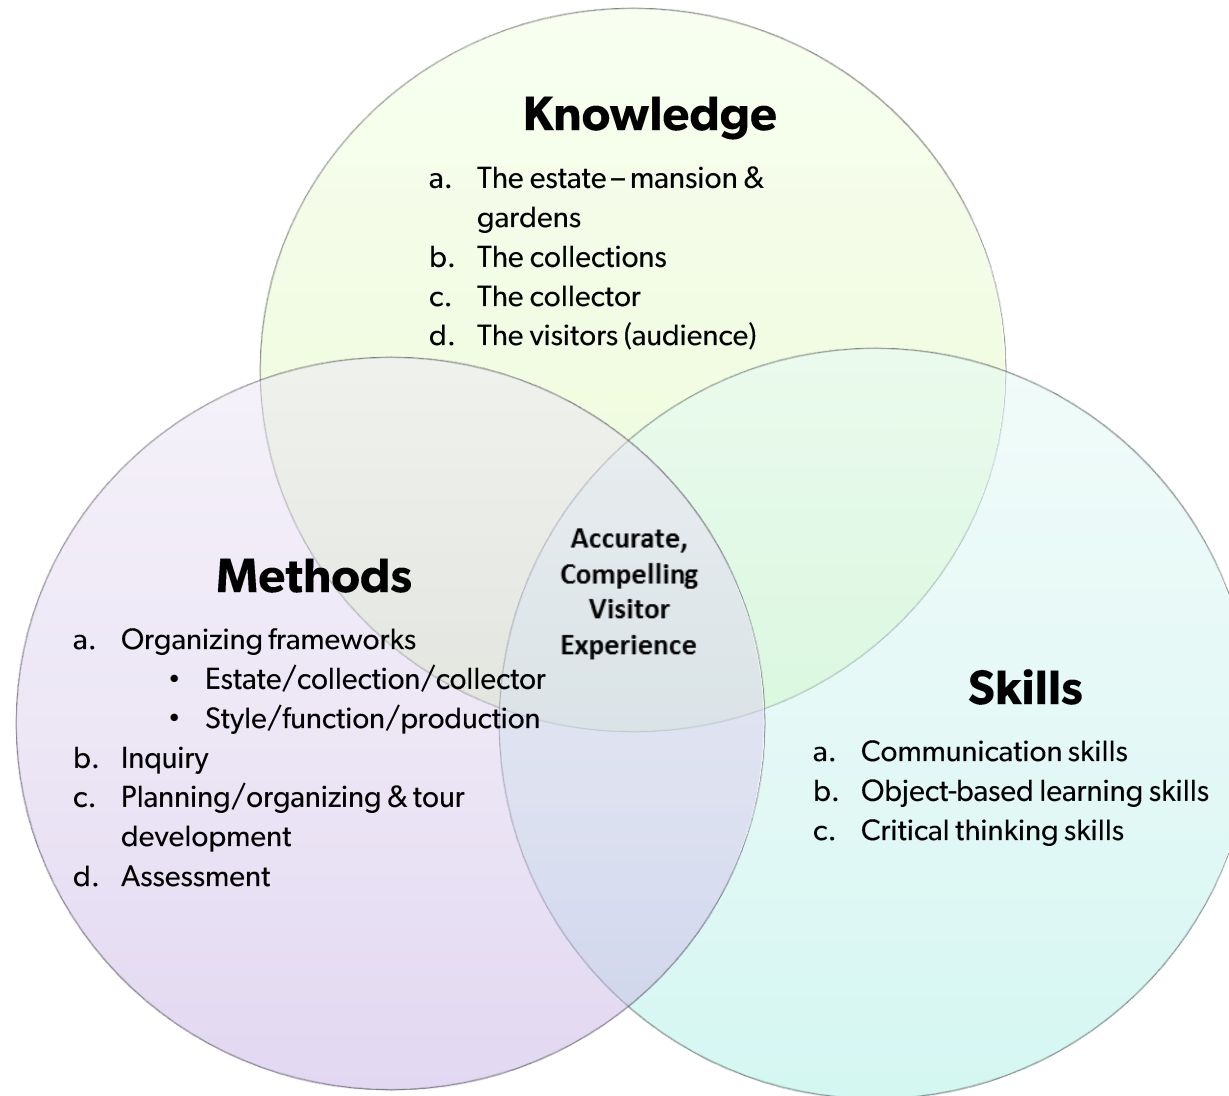 Knowledge
a. The estate – mansion &
gardens
b. The collections
c. The collector
d. The visitors (audience)
Accurate,
Compelling
Visitor
Experience
Methods
a. Organizing frameworks
• Estate/collection/collector
• Style/function/production
b. Inquiry
c. Planning/organizing & tour
development
d. Assessment
Skills
a. Communication skills
b. Object-based learning skills
c. Critical thinking skills